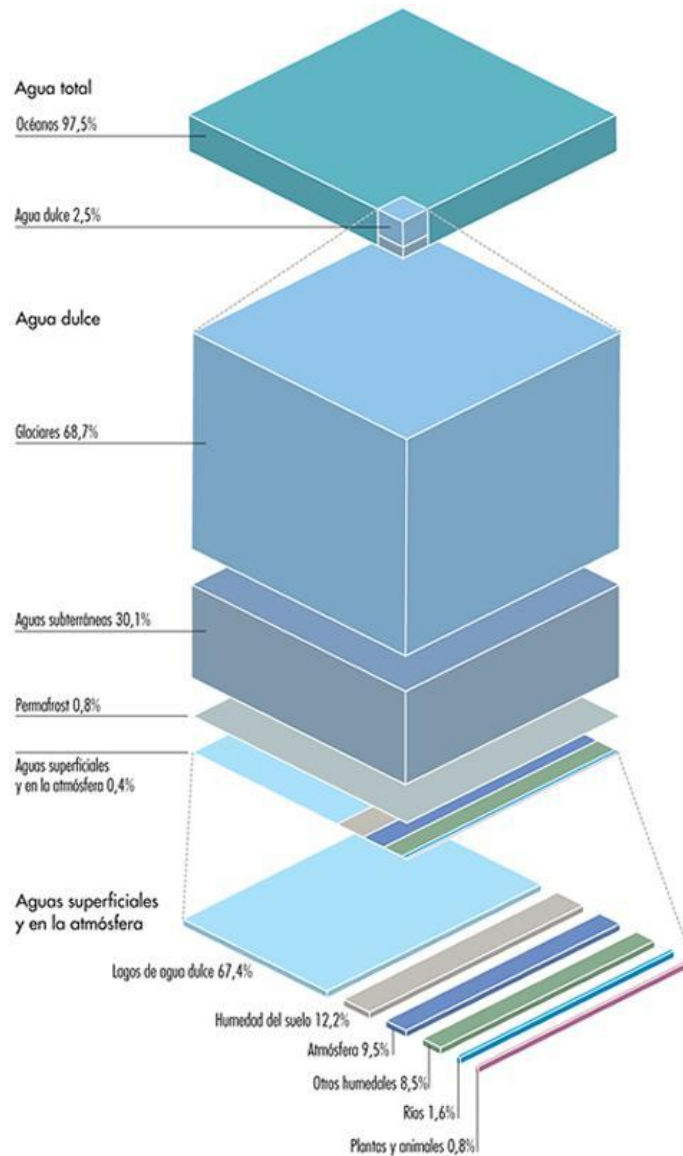 Agua total
Océanos 97,5%
Agua dulce 2,5%
Agua dulce
Glaciares 68,7%
Aguas subterráneas 30,1%
Permafrost 0,8%
Aguas superficiales
y en la atmósfera 0,4%
Aguas superficiales
y en la atmósfera
Lagos de agua dulce 67,4%
Humedad del suelo 12,2%
Atmósfera 9,5%
Otros humedales 8,5%
Ríos 1,6%
Plantas y animales 0,8%